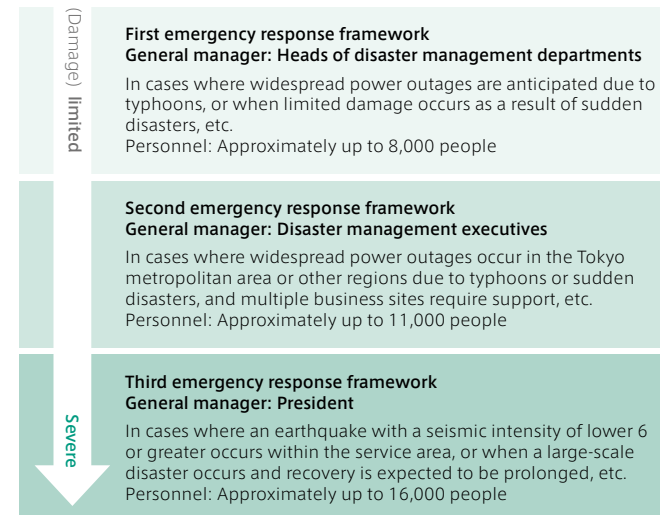 (Damage) limited
First emergency response framework
General manager: Heads of disaster management departments
In cases where widespread power outages are anticipated due to
typhoons, or when limited damage occurs as a result of sudden
disasters, etc.
Personnel: Approximately up to 8,000 people
Second emergency response framework
General manager: Disaster management executives
In cases where widespread power outages occur in the Tokyo
metropolitan area or other regions due to typhoons or sudden
disasters, and multiple business sites require support, etc.
Personnel: Approximately up to 11,000 people
Severe
Third emergency response framework
General manager: President
In cases where an earthquake with a seismic intensity of lower 6
or greater occurs within the service area, or when a large-scale
disaster occurs and recovery is expected to be prolonged, etc.
Personnel: Approximately up to 16,000 people